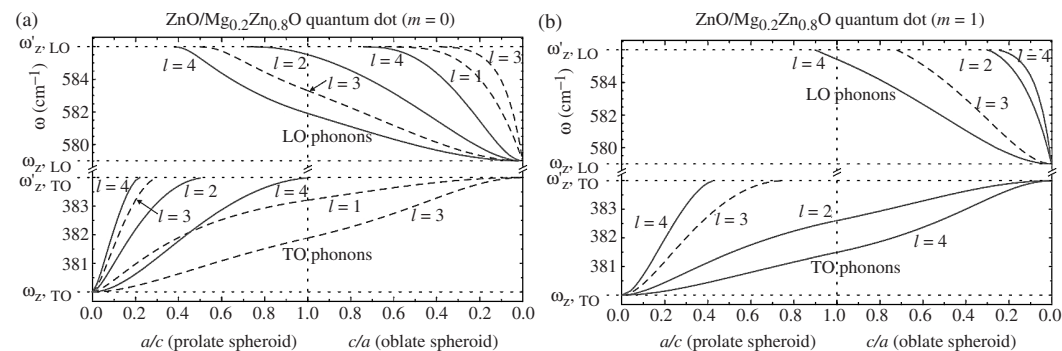 (a)
ZnO/Mg0.2Zn0.8O quantum dot (m = 0)
ω'z, LO
584
582
580
ωz, LO
ω'z, TO
383
382
381
ωz, TO
ω (cm⁻¹)
l = 4
l = 2
l = 3
l = 4
l = 1
l = 3
LO phonons
l = 4
l = 3
l = 2
l = 4
l = 1
l = 3
TO phonons
0.0 0.2 0.4 0.6 0.8 1.0 0.8 0.6 0.4 0.2 0.0
a/c (prolate spheroid) c/a (oblate spheroid)
(b)
ZnO/Mg0.2Zn0.8O quantum dot (m = 1)
ω'z, LO
584
582
580
ωz, LO
ω'z, TO
383
382
381
ωz, TO
ω (cm⁻¹)
l = 4
l = 2
l = 4
LO phonons
l = 3
l = 4
l = 3
l = 2
l = 4
TO phonons
0.0 0.2 0.4 0.6 0.8 1.0 0.8 0.6 0.4 0.2 0.0
a/c (prolate spheroid) c/a (oblate spheroid)